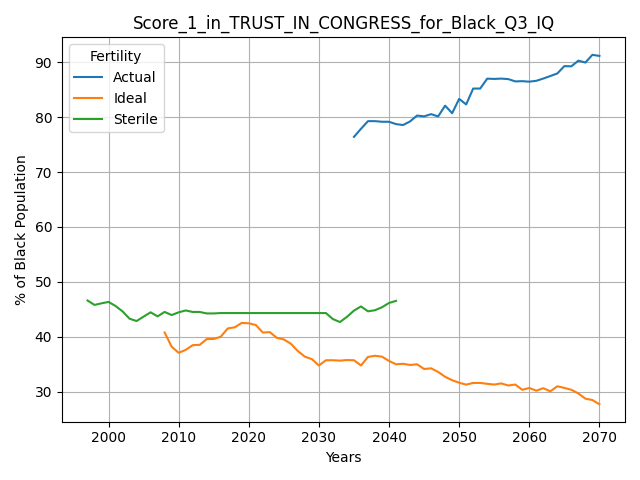 Score_1_in_TRUST_IN_CONGRESS_for_Black_Q3_IQ
Fertility
Actual
Ideal
Sterile
% of Black Population
90
80
70
60
50
40
30
2000 2010 2020 2030 2040 2050 2060 2070
Years